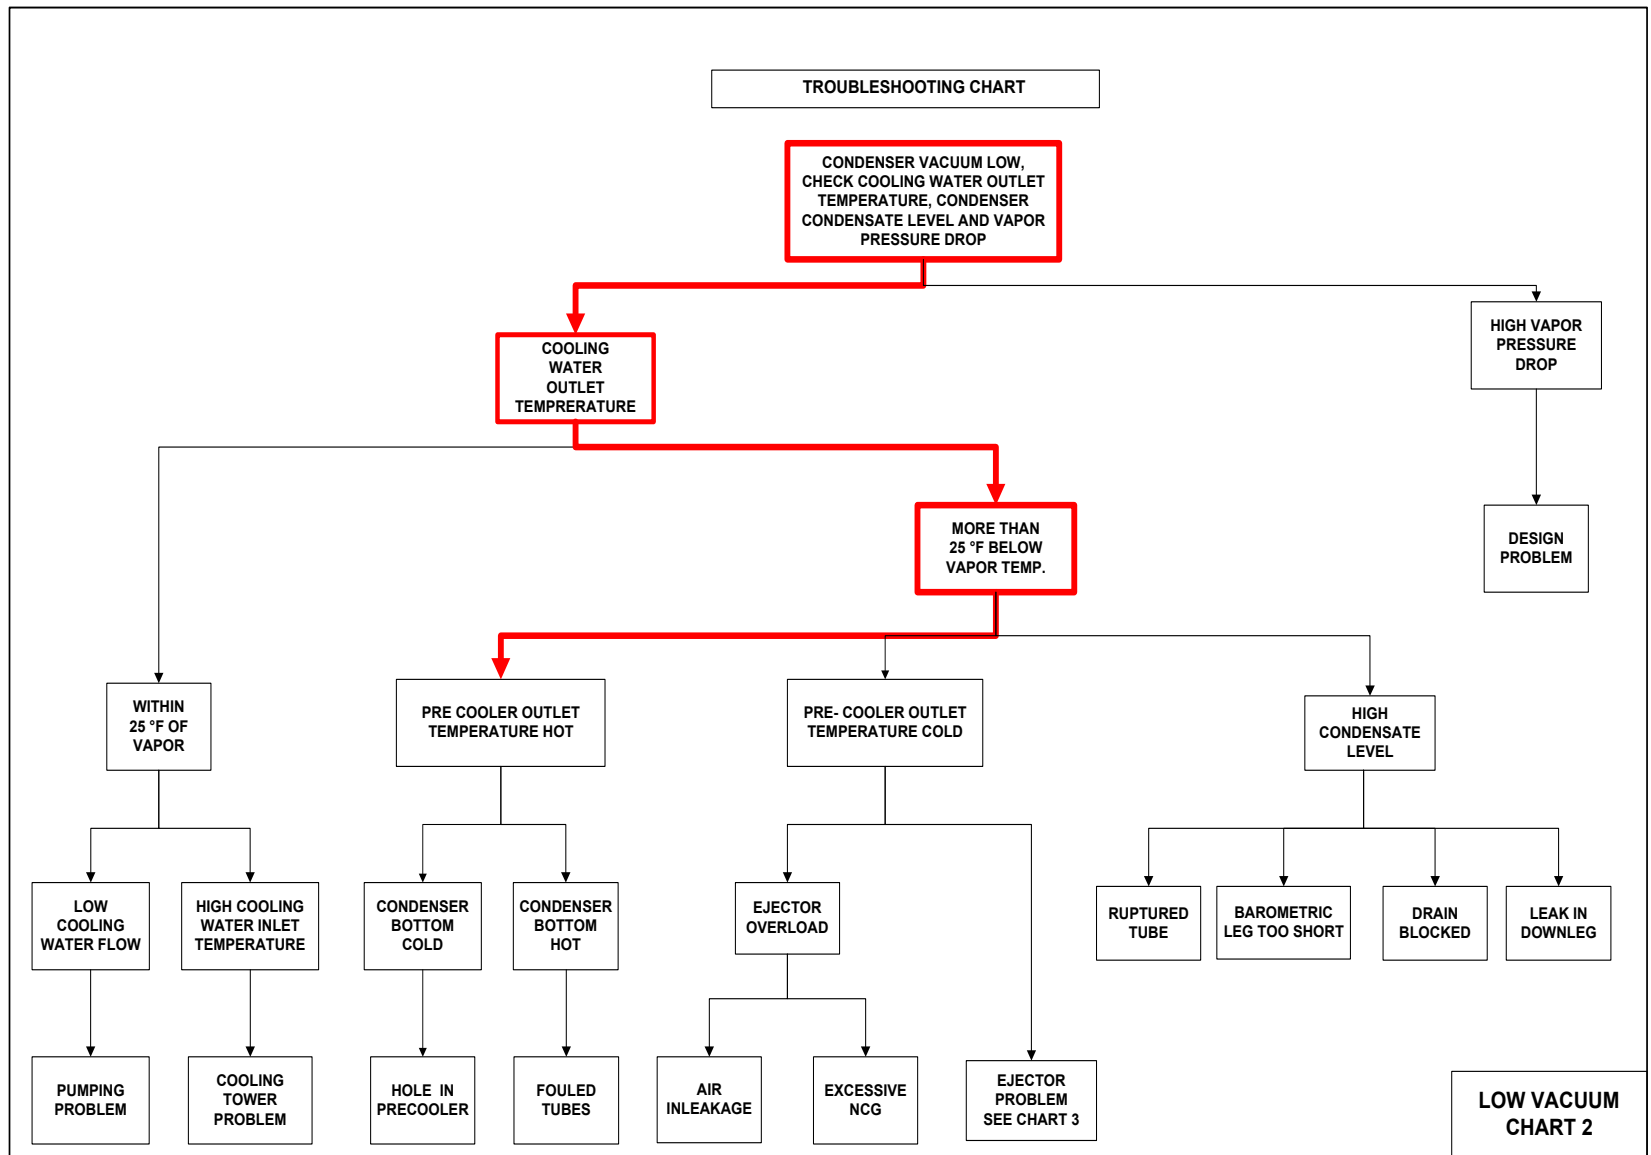 TROUBLESHOOTING CHART
CONDENSER VACUUM LOW,
CHECK COOLING WATER OUTLET
TEMPERATURE, CONDENSER
CONDENSATE LEVEL AND VAPOR
PRESSURE DROP
COOLING
WATER
OUTLET
TEMPRERATURE
HIGH VAPOR
PRESSURE
DROP
MORE THAN
25 °F BELOW
VAPOR TEMP.
DESIGN
PROBLEM
WITHIN
25 °F OF
VAPOR
PRE COOLER OUTLET
TEMPERATURE HOT
PRE- COOLER OUTLET
TEMPERATURE COLD
HIGH
CONDENSATE
LEVEL
LOW
COOLING
WATER FLOW
HIGH COOLING
WATER INLET
TEMPERATURE
CONDENSER
BOTTOM
COLD
CONDENSER
BOTTOM
HOT
EJECTOR
OVERLOAD
RUPTURED
TUBE
BAROMETRIC
LEG TOO SHORT
DRAIN
BLOCKED
LEAK IN
DOWNLEG
PUMPING
PROBLEM
COOLING
TOWER
PROBLEM
HOLE IN
PRECOOLER
FOULED
TUBES
AIR
INLEAKAGE
EXCESSIVE
NCG
EJECTOR
PROBLEM
SEE CHART 3
LOW VACUUM
CHART 2